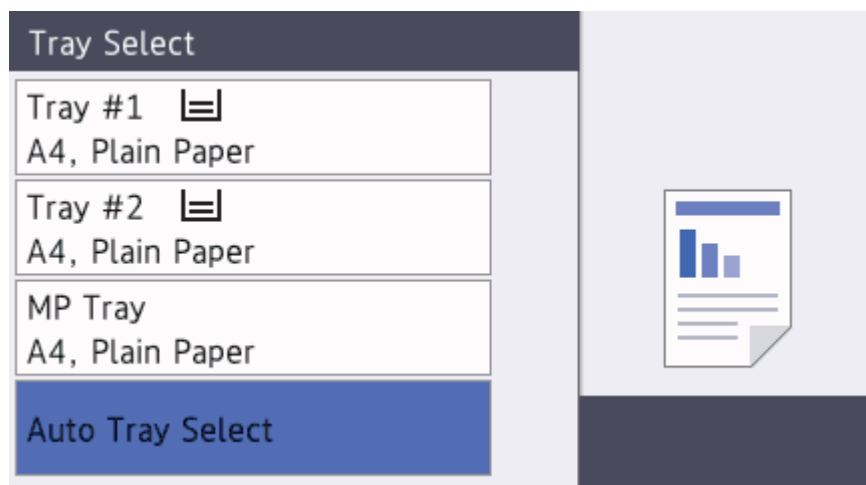 Tray Select
Tray #1
A4, Plain Paper
Tray #2
A4, Plain Paper
MP Tray
A4, Plain Paper
Auto Tray Select